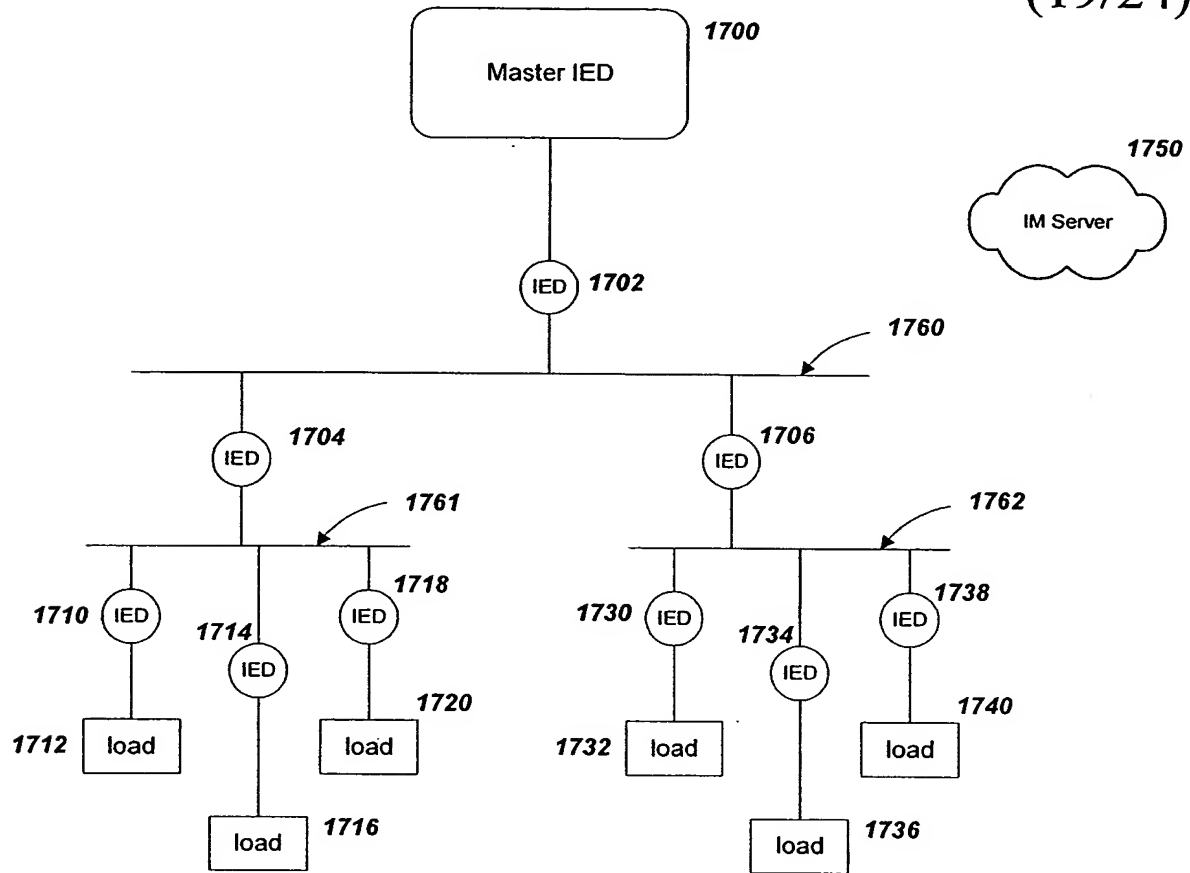 (19/24)
1700
Master IED
1750
IM Server
IED 1702
1760
1704
IED
1706
IED
1761
1762
1710 IED
1714
IED
1718
IED
1730 IED
1734
IED
1738
IED
1712 load
1720
load
1732 load
1740
load
load 1716
load 1736